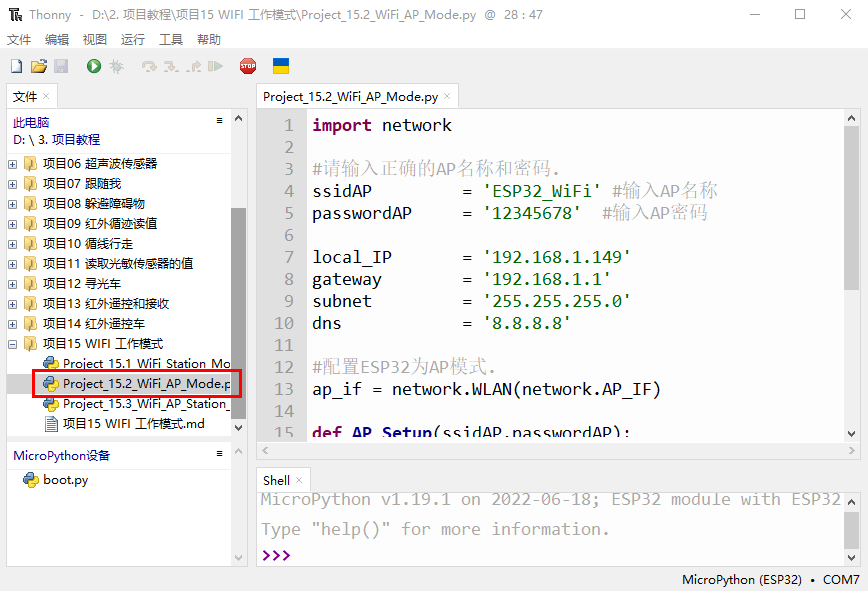 Thonny - D:\2. 项目教程\项目15 WIFI 工作模式\Project_15.2_WiFi_AP_Mode.py @ 28 : 47
文件 编辑 视图 运行 工具 帮助
STOP
文件
此电脑
D: \ 3. 项目教程
项目06 超声波传感器
项目07 跟随我
项目08 躲避障碍物
项目09 红外循迹读值
项目10 循线行走
项目11 读取光敏传感器的值
项目12 寻光车
项目13 红外遥控和接收
项目14 红外遥控车
项目15 WIFI 工作模式
Project_15.1_WiFi_Station_Mo
Project_15.2_WiFi_AP_Mode.p
Project_15.3_WiFi_AP_Station_
项目15 WIFI 工作模式.md
MicroPython设备
boot.py
Project_15.2_WiFi_AP_Mode.py
1 import network
2
3 #请输入正确的AP名称和密码.
4 ssidAP = 'ESP32_WiFi' #输入AP名称
5 passwordAP = '12345678' #输入AP密码
6
7 local_IP = '192.168.1.149'
8 gateway = '192.168.1.1'
9 subnet = '255.255.255.0'
10 dns = '8.8.8.8'
11
12 #配置ESP32为AP模式.
13 ap_if = network.WLAN(network.AP_IF)
14
15 def AP_Setup(ssidAP,passwordAP):
Shell
MicroPython v1.19.1 on 2022-06-18; ESP32 module with ESP32
Type "help()" for more information.
>>>
MicroPython (ESP32) • COM7